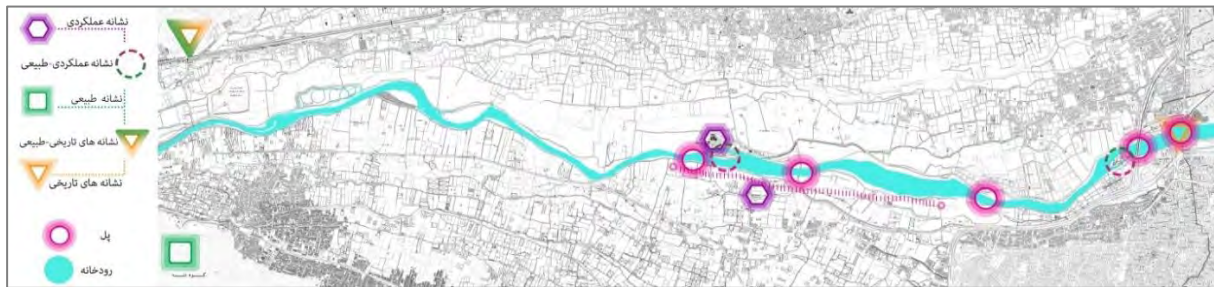 نشانه عملکردی
نشانه عملکردی-طبیعی
نشانه طبیعی
نشانه های تاریخی-طبیعی
نشانه های تاریخی
پل
رودخانه